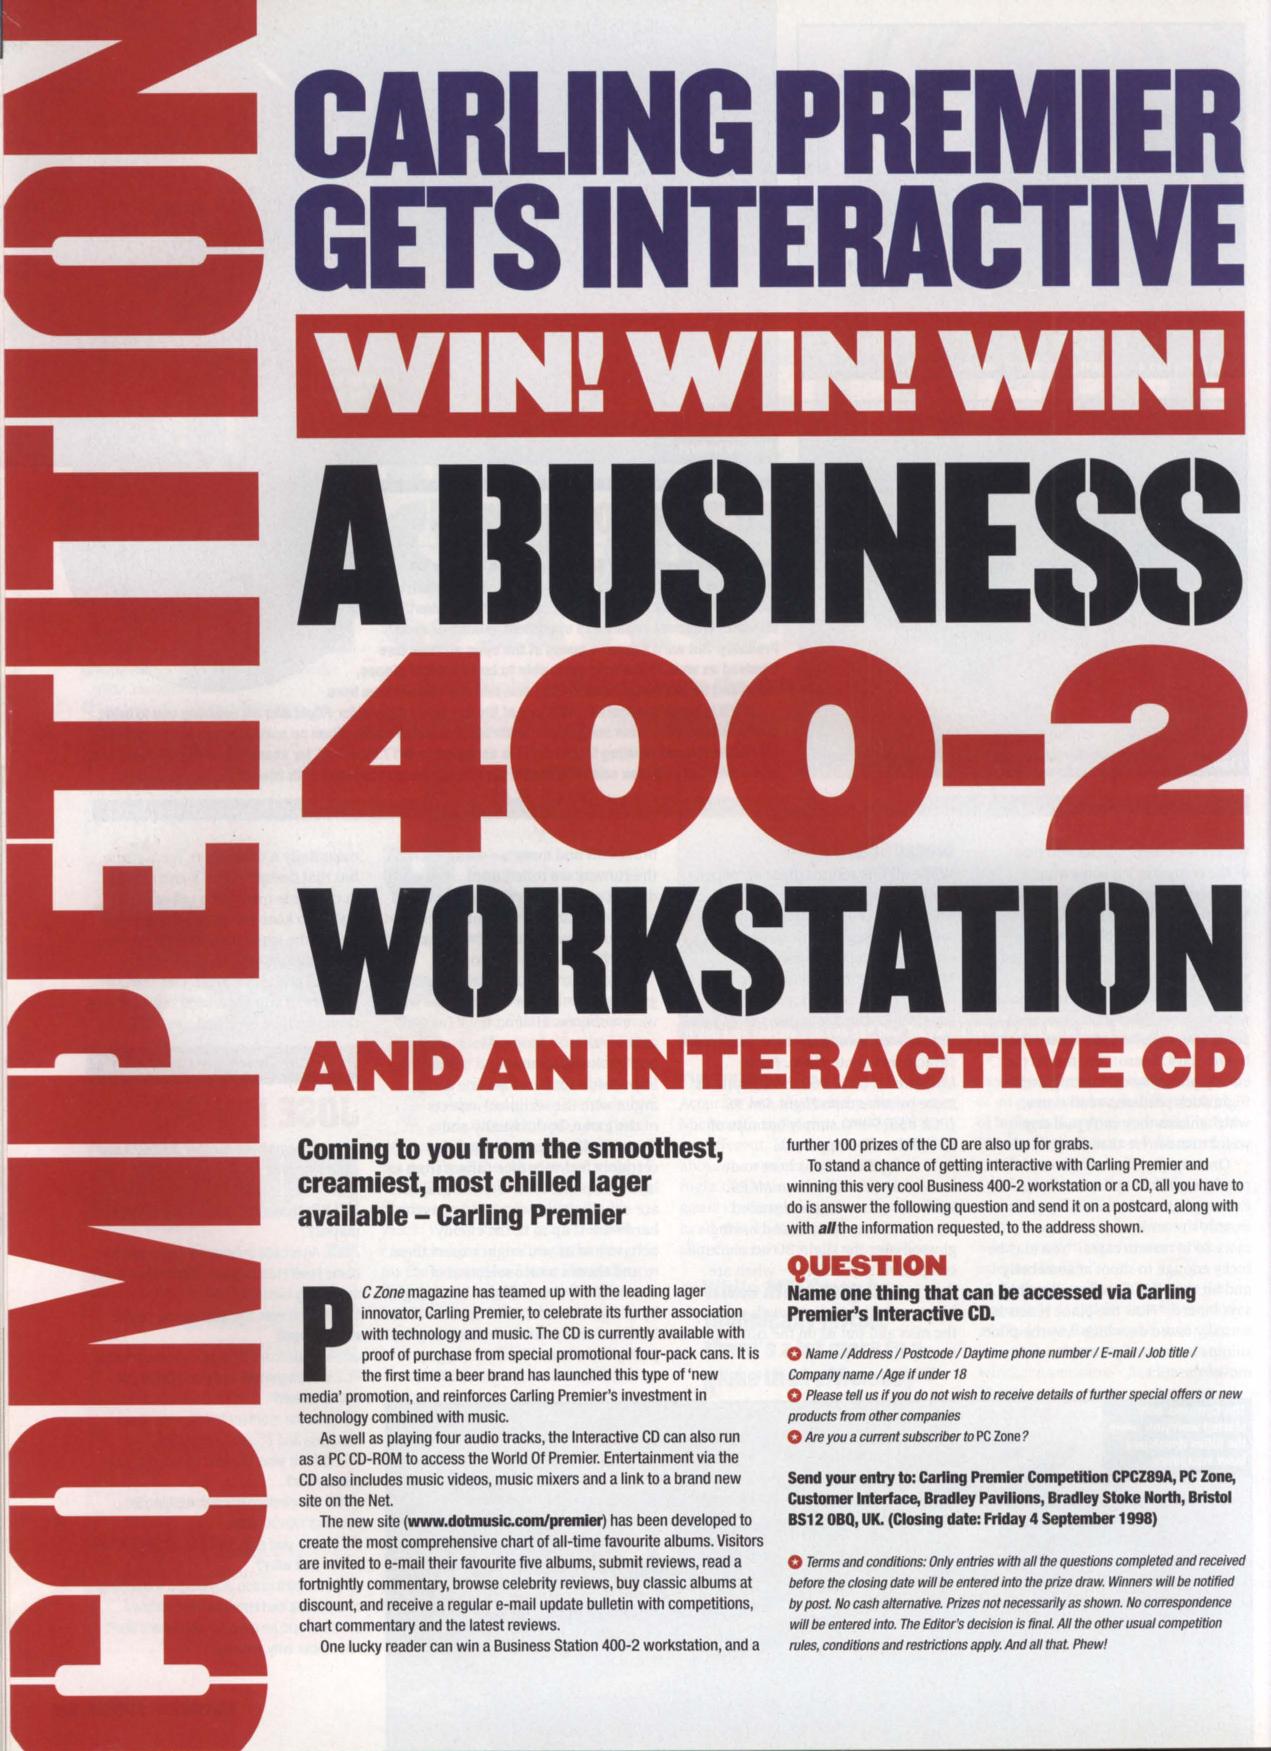 COMPETITION
CARLING PREMIER
GETS INTERACTIVE
WIN! WIN! WIN!
A BUSINESS
400-2
WORKSTATION
AND AN INTERACTIVE CD
Coming to you from the smoothest,
creamiest, most chilled lager
available – Carling Premier
PC Zone magazine has teamed up with the leading lager
innovator, Carling Premier, to celebrate its further association
with technology and music. The CD is currently available with
proof of purchase from special promotional four-pack cans. It is
the first time a beer brand has launched this type of ‘new
media’ promotion, and reinforces Carling Premier’s investment in
technology combined with music.
As well as playing four audio tracks, the Interactive CD can also run
as a PC CD-ROM to access the World Of Premier. Entertainment via the
CD also includes music videos, music mixers and a link to a brand new
site on the Net.
The new site (www.dotmusic.com/premier) has been developed to
create the most comprehensive chart of all-time favourite albums. Visitors
are invited to e-mail their favourite five albums, submit reviews, read a
fortnightly commentary, browse celebrity reviews, buy classic albums at
discount, and receive a regular e-mail update bulletin with competitions,
chart commentary and the latest reviews.
One lucky reader can win a Business Station 400-2 workstation, and a
further 100 prizes of the CD are also up for grabs.
To stand a chance of getting interactive with Carling Premier and
winning this very cool Business 400-2 workstation or a CD, all you have to
do is answer the following question and send it on a postcard, along with
with all the information requested, to the address shown.
QUESTION
Name one thing that can be accessed via Carling
Premier’s Interactive CD.
Name / Address / Postcode / Daytime phone number / E-mail / Job title /
Company name / Age if under 18
Please tell us if you do not wish to receive details of further special offers or new
products from other companies
Are you a current subscriber to PC Zone?
Send your entry to: Carling Premier Competition CPCZ89A, PC Zone,
Customer Interface, Bradley Pavilions, Bradley Stoke North, Bristol
BS12 0BQ, UK. (Closing date: Friday 4 September 1998)
Terms and conditions: Only entries with all the questions completed and received
before the closing date will be entered into the prize draw. Winners will be notified
by post. No cash alternative. Prizes not necessarily as shown. No correspondence
will be entered into. The Editor’s decision is final. All the other usual competition
rules, conditions and restrictions apply. And all that. Phew!